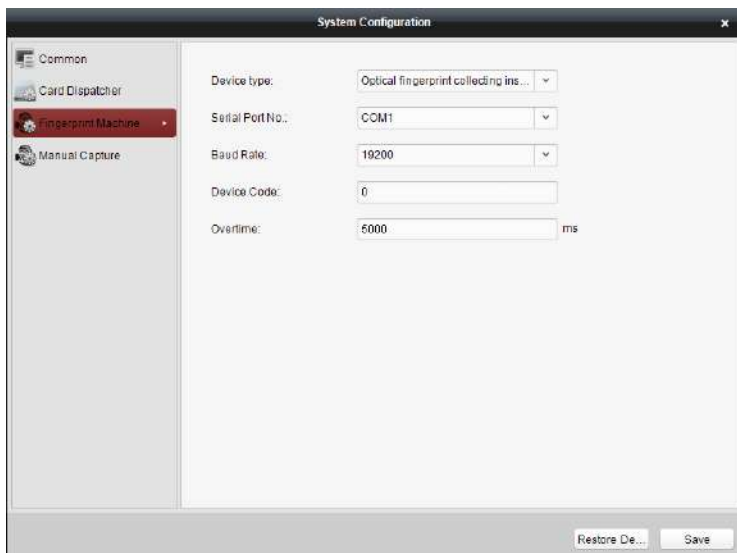 System Configuration
Common
Card Dispatcher
Fingerprint Machine
Manual Capture
Device type: Optical fingerprint collecting ins...
Serial Port No.: COM1
Baud Rate: 19200
Device Code: 0
Overtime: 5000 ms
Restore De... Save